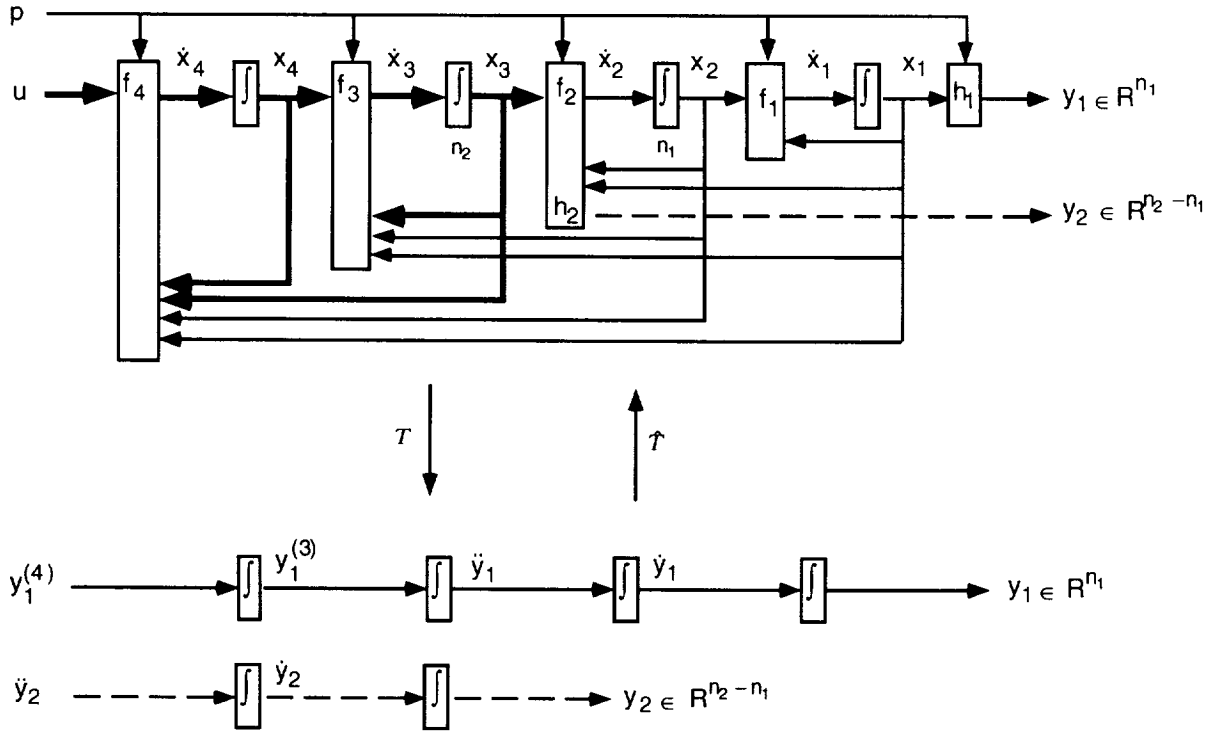 p
ẋ₄ x₄ ẋ₃ x₃ ẋ₂ x₂ ẋ₁ x₁
u f₄ ∫ f₃ ∫ f₂ ∫ f₁ ∫ h₁ y₁ ∈ R^{n₁}
n₂ n₁
h₂ y₂ ∈ R^{n₂ − n₁}
T T̂
y₁^{(4)} ∫ y₁^{(3)} ∫ ÿ₁ ∫ ẏ₁ ∫ y₁ ∈ R^{n₁}
ÿ₂ ∫ ẏ₂ ∫ y₂ ∈ R^{n₂ − n₁}